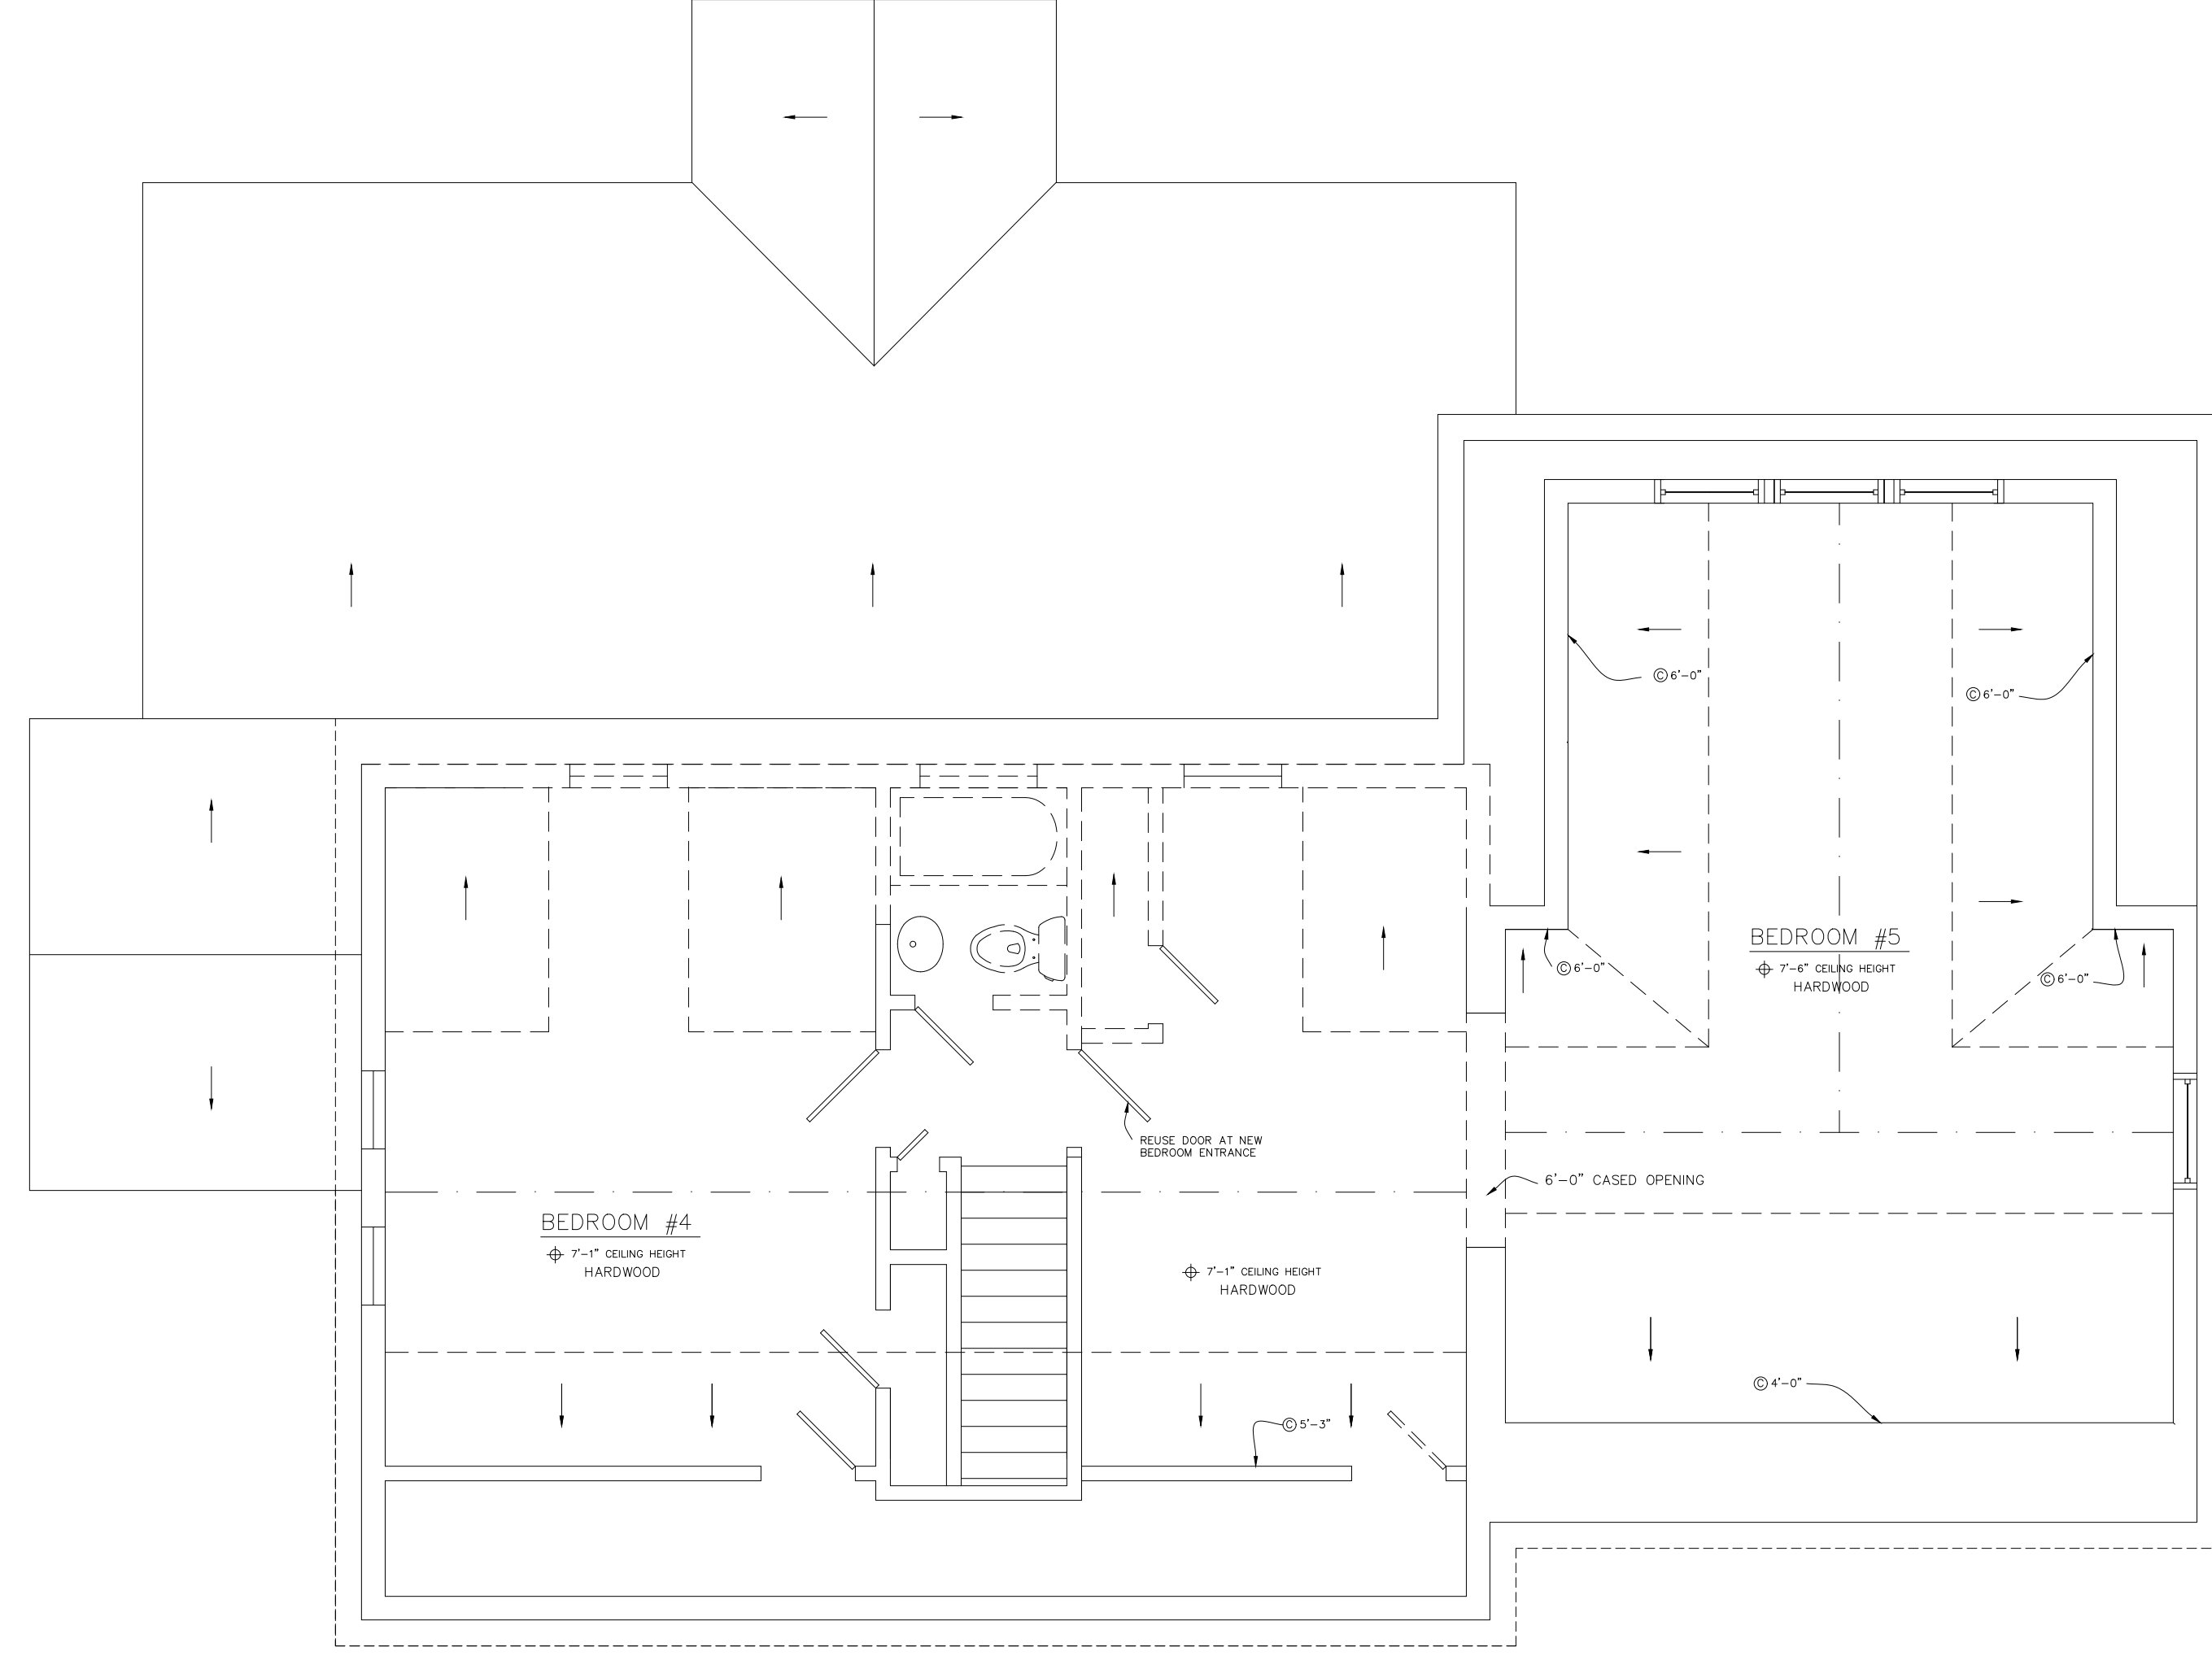 Ⓒ 6'-0"
Ⓒ 6'-0"
BEDROOM #5
7'-6" CEILING HEIGHT
HARDWOOD
Ⓒ 6'-0"
Ⓒ 6'-0"
REUSE DOOR AT NEW
BEDROOM ENTRANCE
6'-0" CASED OPENING
BEDROOM #4
7'-1" CEILING HEIGHT
HARDWOOD
7'-1" CEILING HEIGHT
HARDWOOD
Ⓒ 4'-0"
Ⓒ 5'-3"